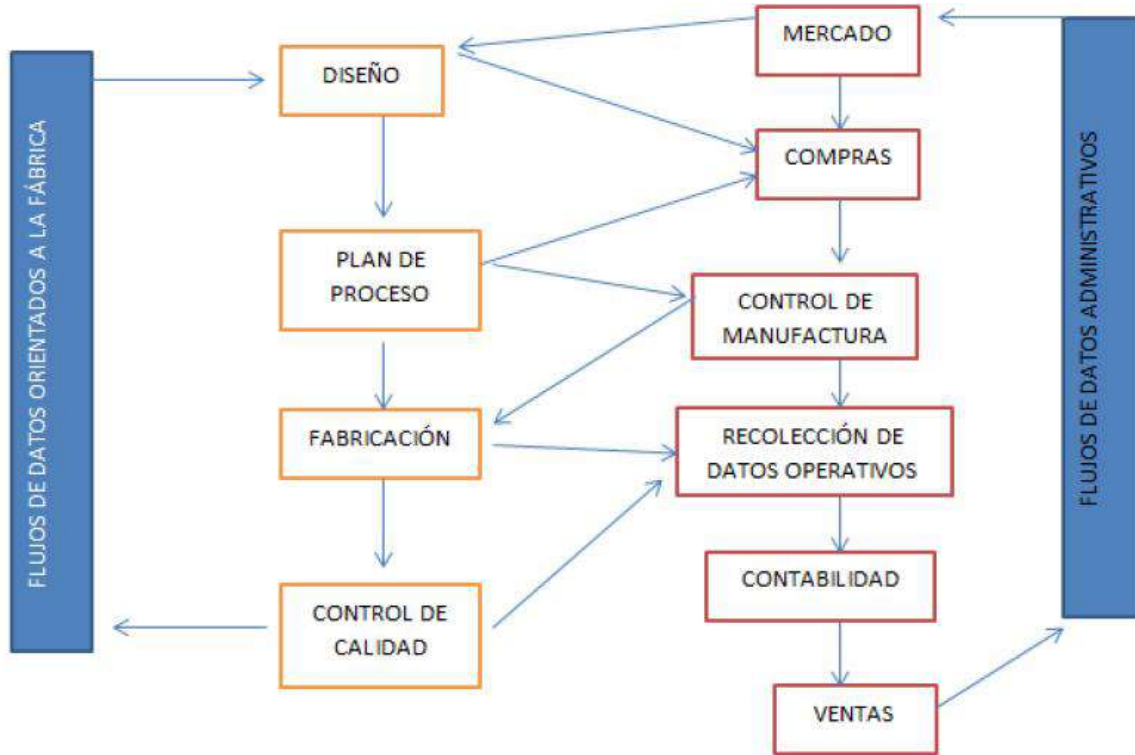 FLUJOS DE DATOS ORIENTADOS A LA FÁBRICA
DISEÑO
PLAN DE
PROCESO
FABRICACIÓN
CONTROL DE
CALIDAD
MERCADO
COMPRAS
CONTROL DE
MANUFACTURA
RECOLECCIÓN DE
DATOS OPERATIVOS
CONTABILIDAD
VENTAS
FLUJOS DE DATOS ADMINISTRATIVOS